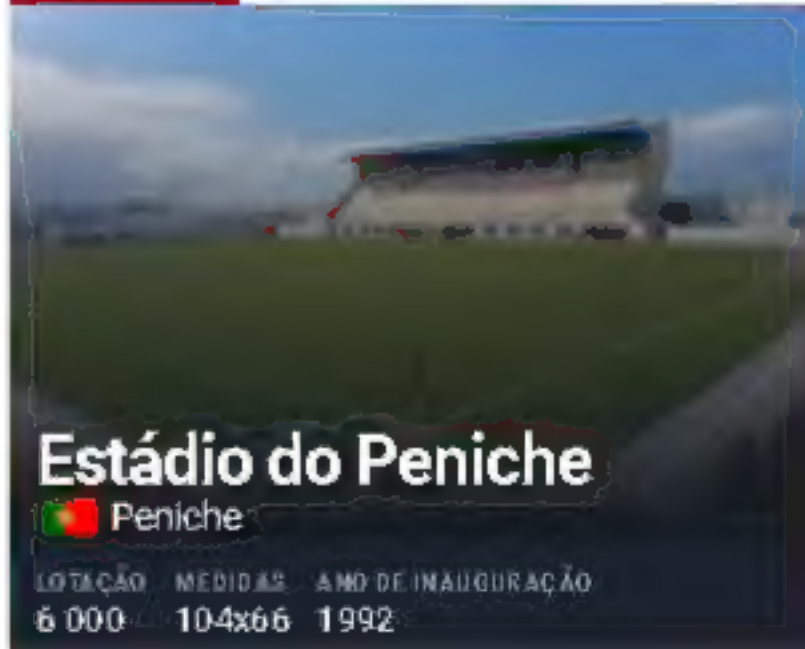 Estádio do Peniche
Peniche
LOTAÇÃO MEDIDAS ANO DE INAUGURAÇÃO
6 000 104x66 1992